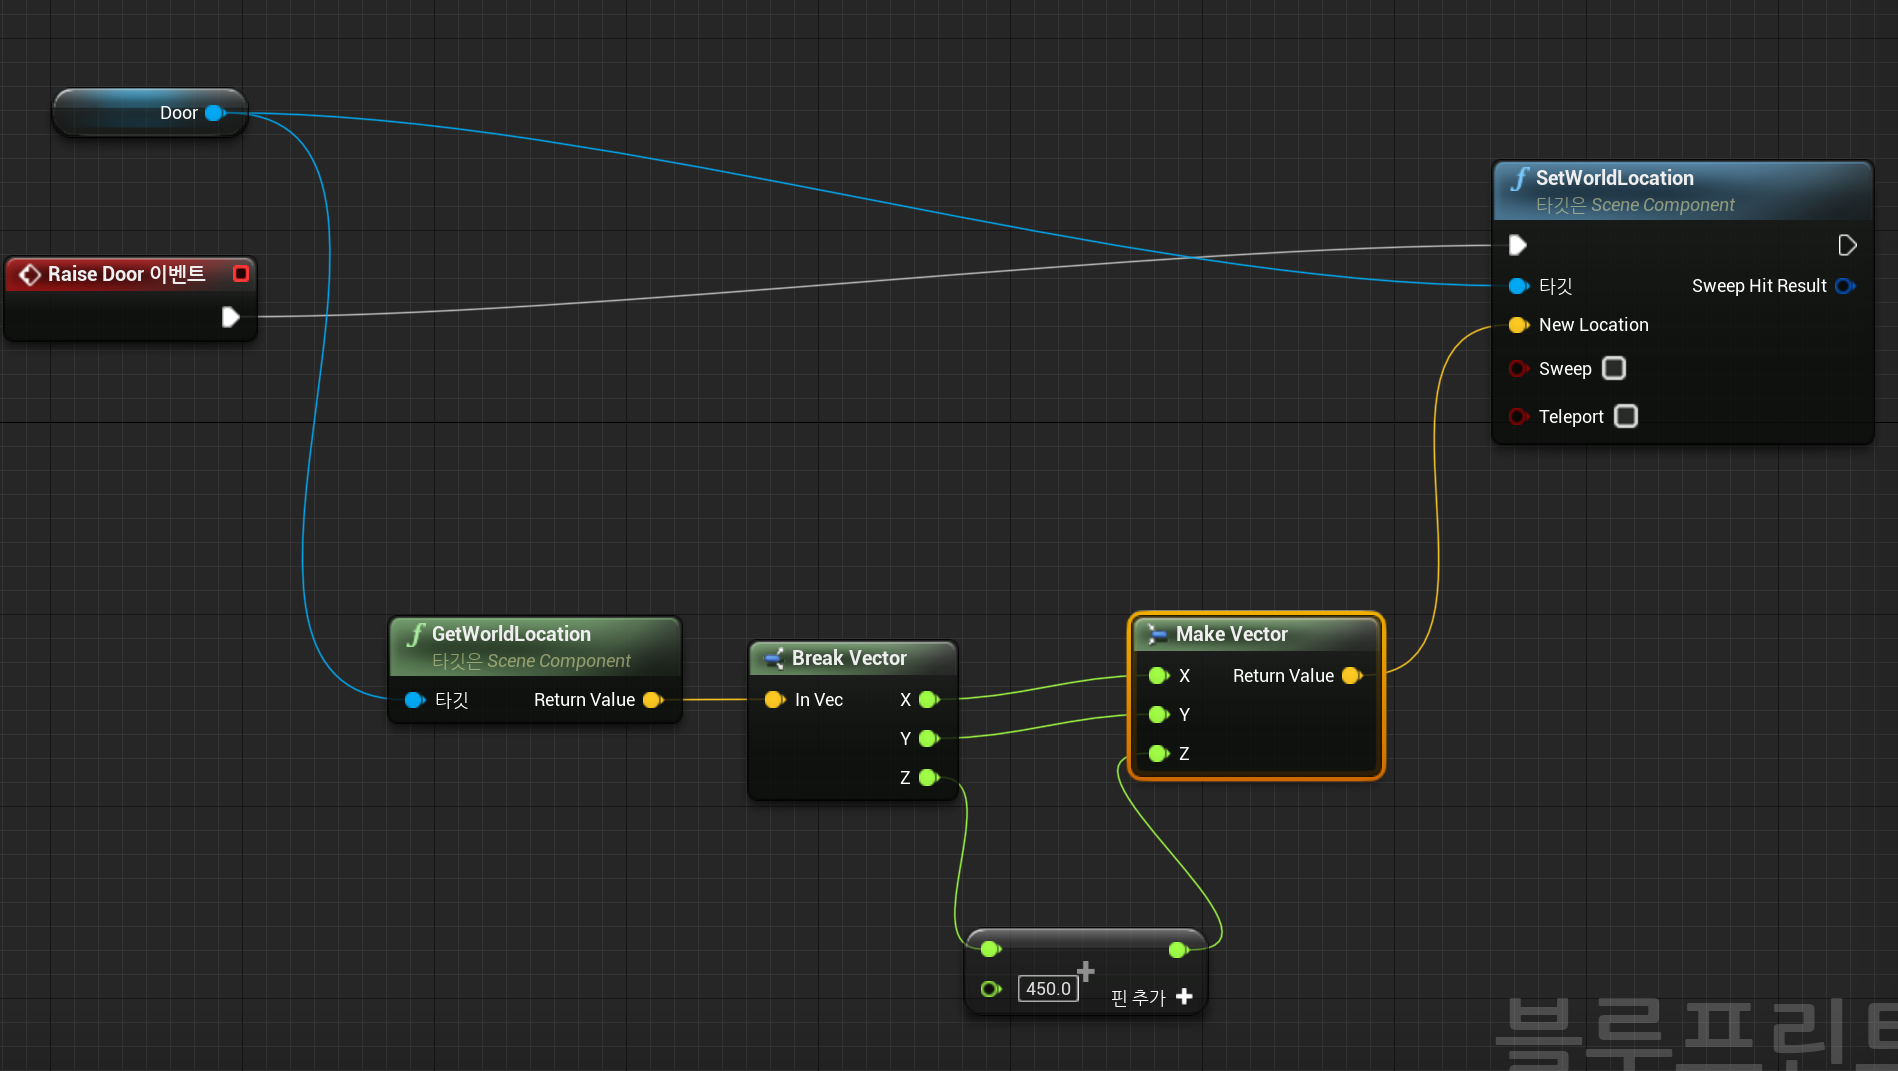 Door
Raise Door 이벤트
SetWorldLocation
타깃은 Scene Component
타깃
Sweep Hit Result
New Location
Sweep
Teleport
GetWorldLocation
타깃은 Scene Component
타깃
Return Value
Break Vector
In Vec
X
Y
Z
Make Vector
X
Return Value
Y
Z
450.0
핀 추가
블루프린